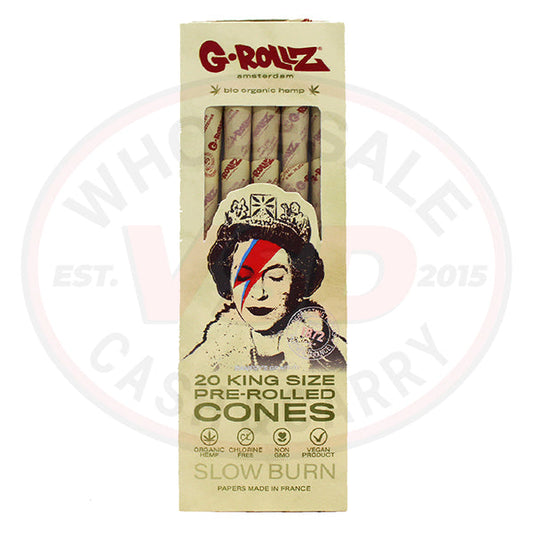 G-ROLLZ
amsterdam
bio organic hemp
WHOLESALE
EST. VWD 2015
CASH & CARRY
20 KING SIZE
PRE-ROLLED
CONES
ORGANIC HEMP
CHLORINE FREE
NON GMO
VEGAN PRODUCT
SLOW BURN
PAPERS MADE IN FRANCE